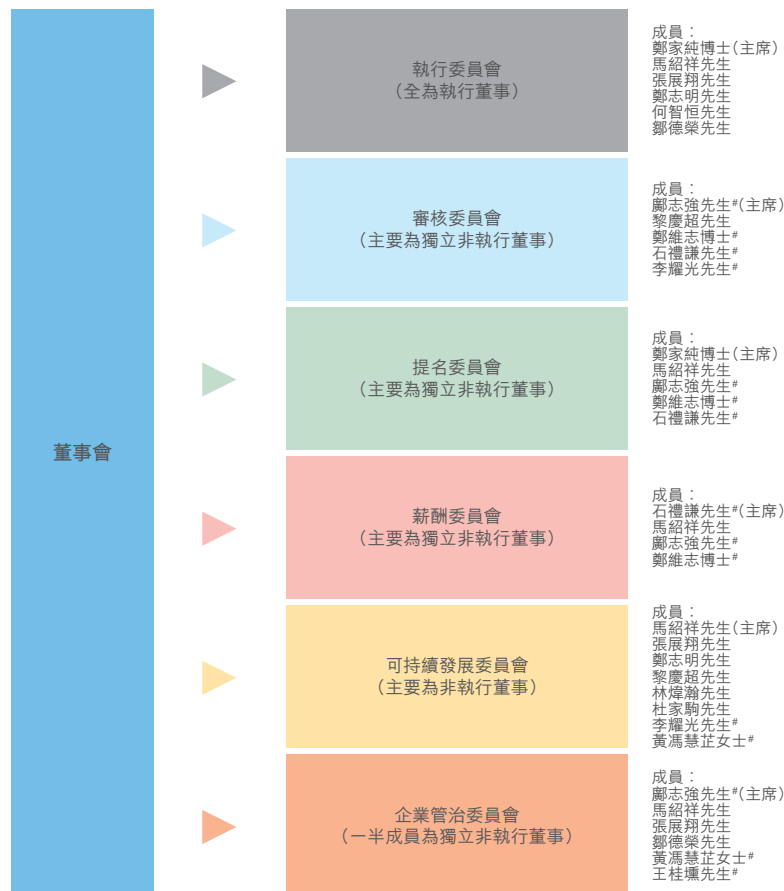 董事會
執行委員會
（全為執行董事）
成員：
鄭家純博士(主席)
馬紹祥先生
張展翔先生
鄭志明先生
何智恒先生
鄒德榮先生
審核委員會
（主要為獨立非執行董事）
成員：
鄺志強先生#(主席)
黎慶超先生
鄭維志博士#
石禮謙先生#
李耀光先生#
提名委員會
（主要為獨立非執行董事）
成員：
鄭家純博士(主席)
馬紹祥先生
鄺志強先生#
鄭維志博士#
石禮謙先生#
薪酬委員會
（主要為獨立非執行董事）
成員：
石禮謙先生#(主席)
馬紹祥先生
鄺志強先生#
鄭維志博士#
可持續發展委員會
（主要為非執行董事）
成員：
馬紹祥先生(主席)
張展翔先生
鄭志明先生
黎慶超先生
林煒瀚先生
杜家駒先生
李耀光先生#
黃馮慧芷女士#
企業管治委員會
（一半成員為獨立非執行董事）
成員：
鄺志強先生#(主席)
馬紹祥先生
張展翔先生
鄒德榮先生
黃馮慧芷女士#
王桂壎先生#